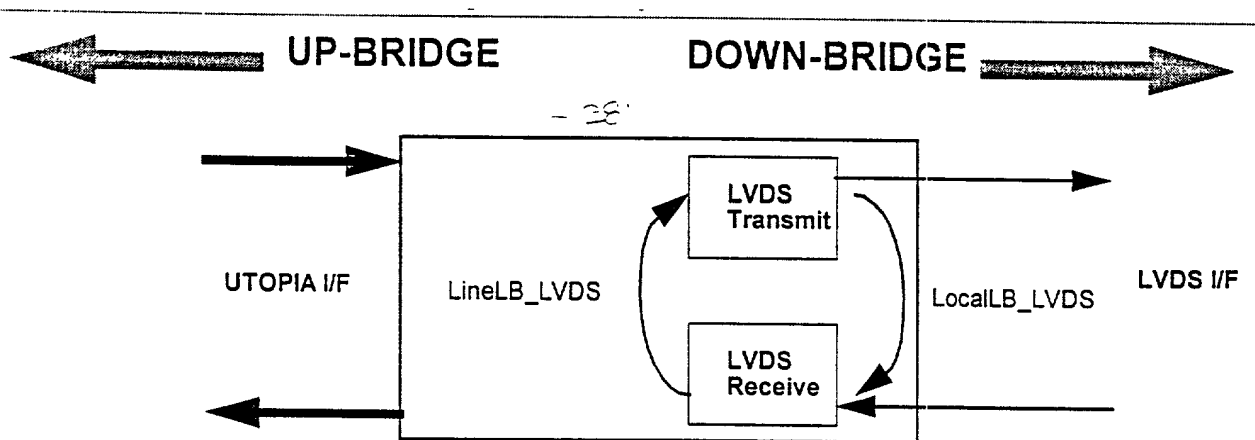 UP-BRIDGE
DOWN-BRIDGE
LVDS
Transmit
UTOPIA I/F
LineLB_LVDS
LocalLB_LVDS
LVDS I/F
LVDS
Receive